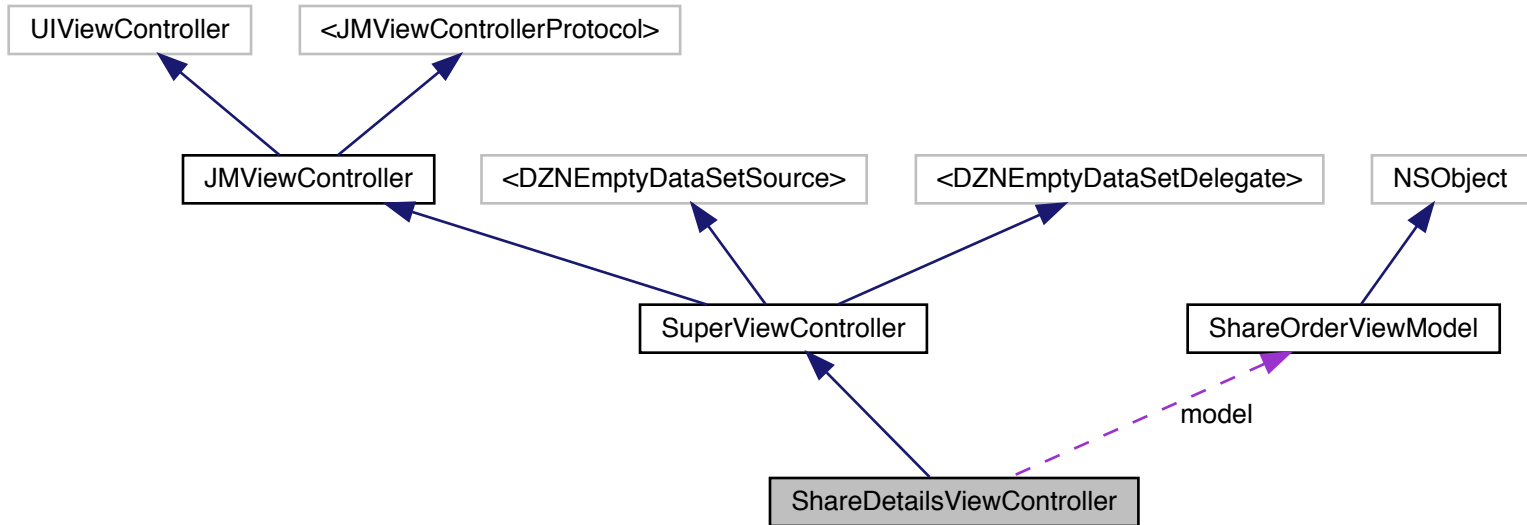 UIViewController
<JMViewControllerProtocol>
JMViewController
<DZNEmptyDataSetSource>
<DZNEmptyDataSetDelegate>
NSObject
SuperViewController
ShareOrderViewModel
model
ShareDetailsViewController